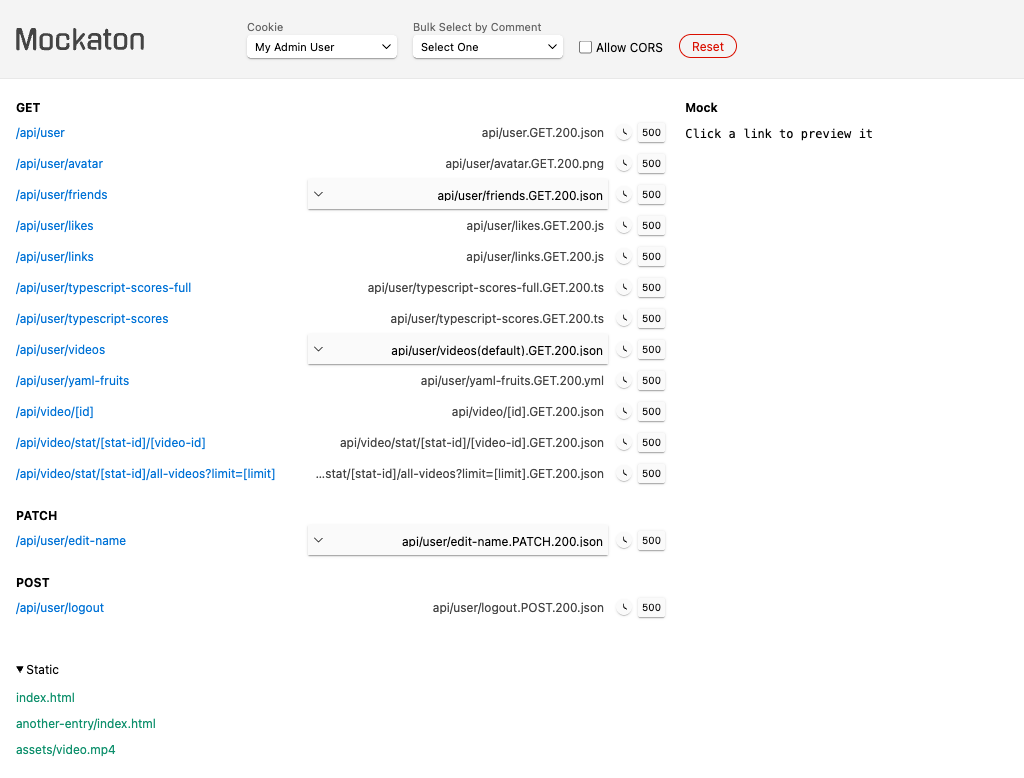 Mockaton
Cookie
My Admin User
Bulk Select by Comment
Select One
Allow CORS
Reset
GET
/api/user api/user.GET.200.json 500
/api/user/avatar api/user/avatar.GET.200.png 500
/api/user/friends api/user/friends.GET.200.json 500
/api/user/likes api/user/likes.GET.200.js 500
/api/user/links api/user/links.GET.200.js 500
/api/user/typescript-scores-full api/user/typescript-scores-full.GET.200.ts 500
/api/user/typescript-scores api/user/typescript-scores.GET.200.ts 500
/api/user/videos api/user/videos(default).GET.200.json 500
/api/user/yaml-fruits api/user/yaml-fruits.GET.200.yml 500
/api/video/[id] api/video/[id].GET.200.json 500
/api/video/stat/[stat-id]/[video-id] api/video/stat/[stat-id]/[video-id].GET.200.json 500
/api/video/stat/[stat-id]/all-videos?limit=[limit] ...stat/[stat-id]/all-videos?limit=[limit].GET.200.json 500
PATCH
/api/user/edit-name api/user/edit-name.PATCH.200.json 500
POST
/api/user/logout api/user/logout.POST.200.json 500
Static
index.html
another-entry/index.html
assets/video.mp4
Mock
Click a link to preview it